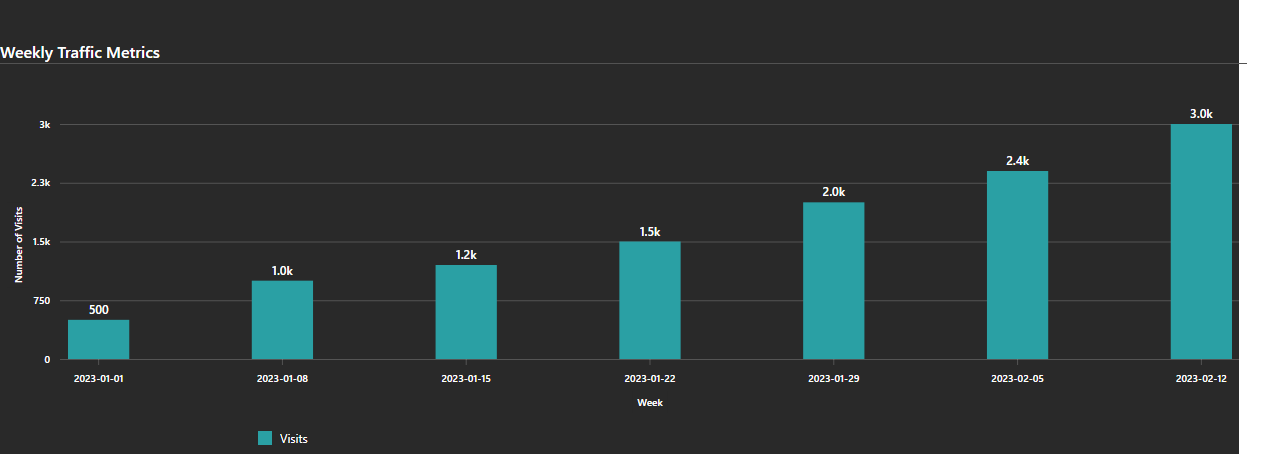 Weekly Traffic Metrics
3.0k
3k
2.4k
2.3k
2.0k
1.5k
1.5k
1.2k
1.0k
750
500
0
Number of Visits
2023-01-01 2023-01-08 2023-01-15 2023-01-22 2023-01-29 2023-02-05 2023-02-12
Week
Visits